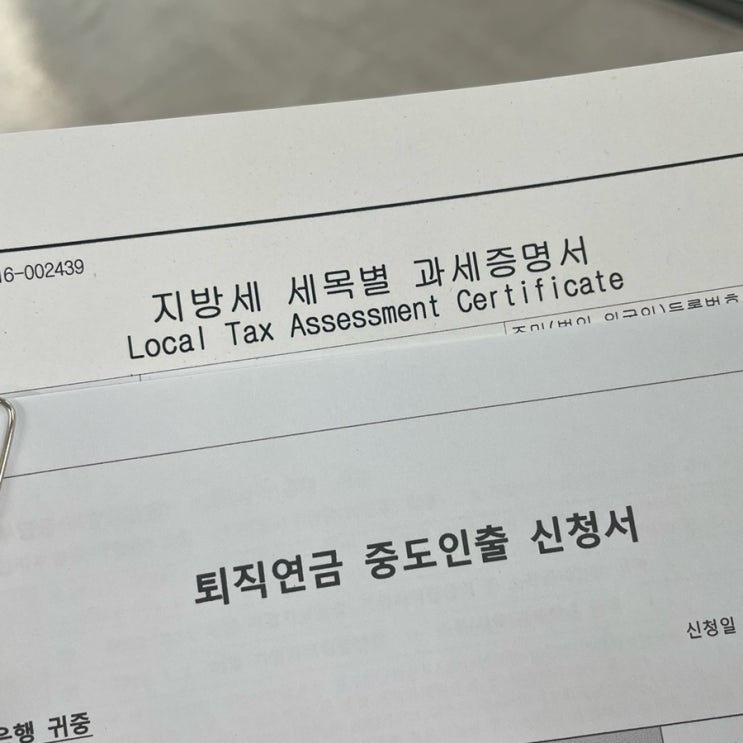 16-002439
지방세 세목별 과세증명서
Local Tax Assessment Certificate
퇴직연금 중도인출 신청서
신청일
은행 귀중